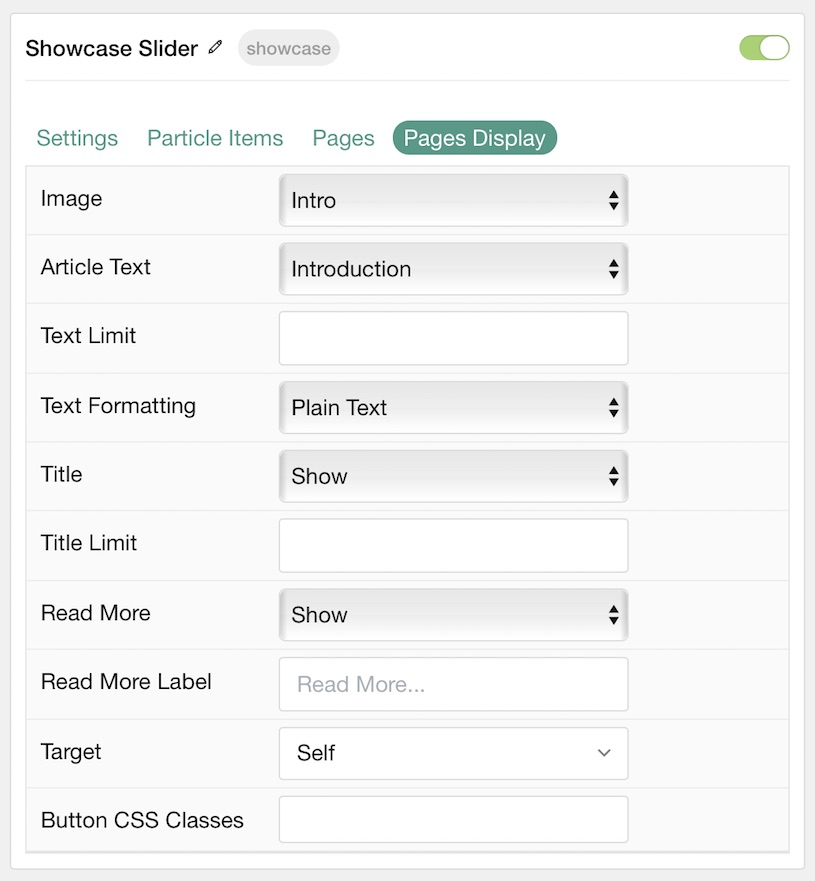 Showcase Slider showcase
Settings Particle Items Pages Pages Display
Image Intro
Article Text Introduction
Text Limit
Text Formatting Plain Text
Title Show
Title Limit
Read More Show
Read More Label Read More...
Target Self
Button CSS Classes